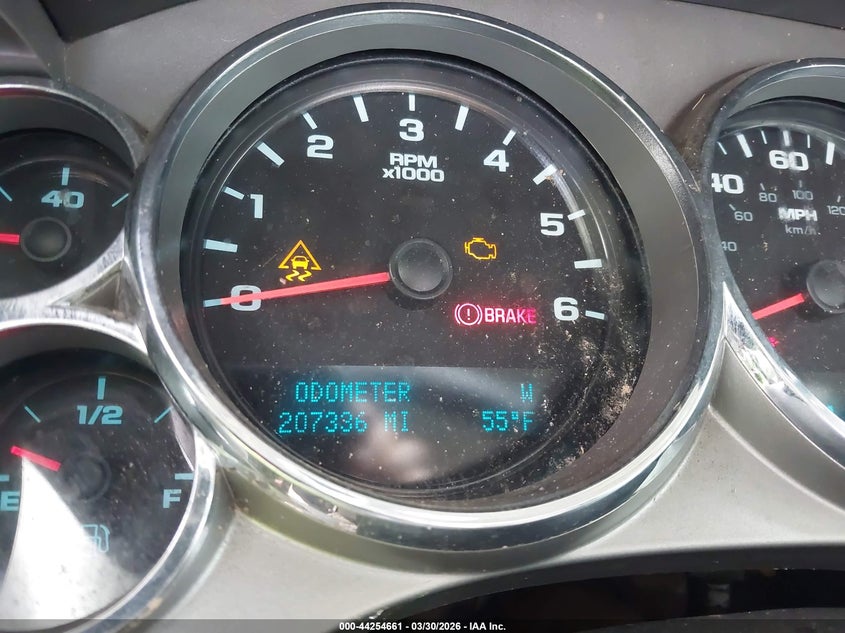 3
2
4
RPM
x1000
1
5
0
6
BRAKE
ODOMETER W
207336 MI 55°F
40
1/2
E F
40 60
80 100 120
60
MPH
40 km/h
000-44254661 - 03/30/2026 - IAA Inc.